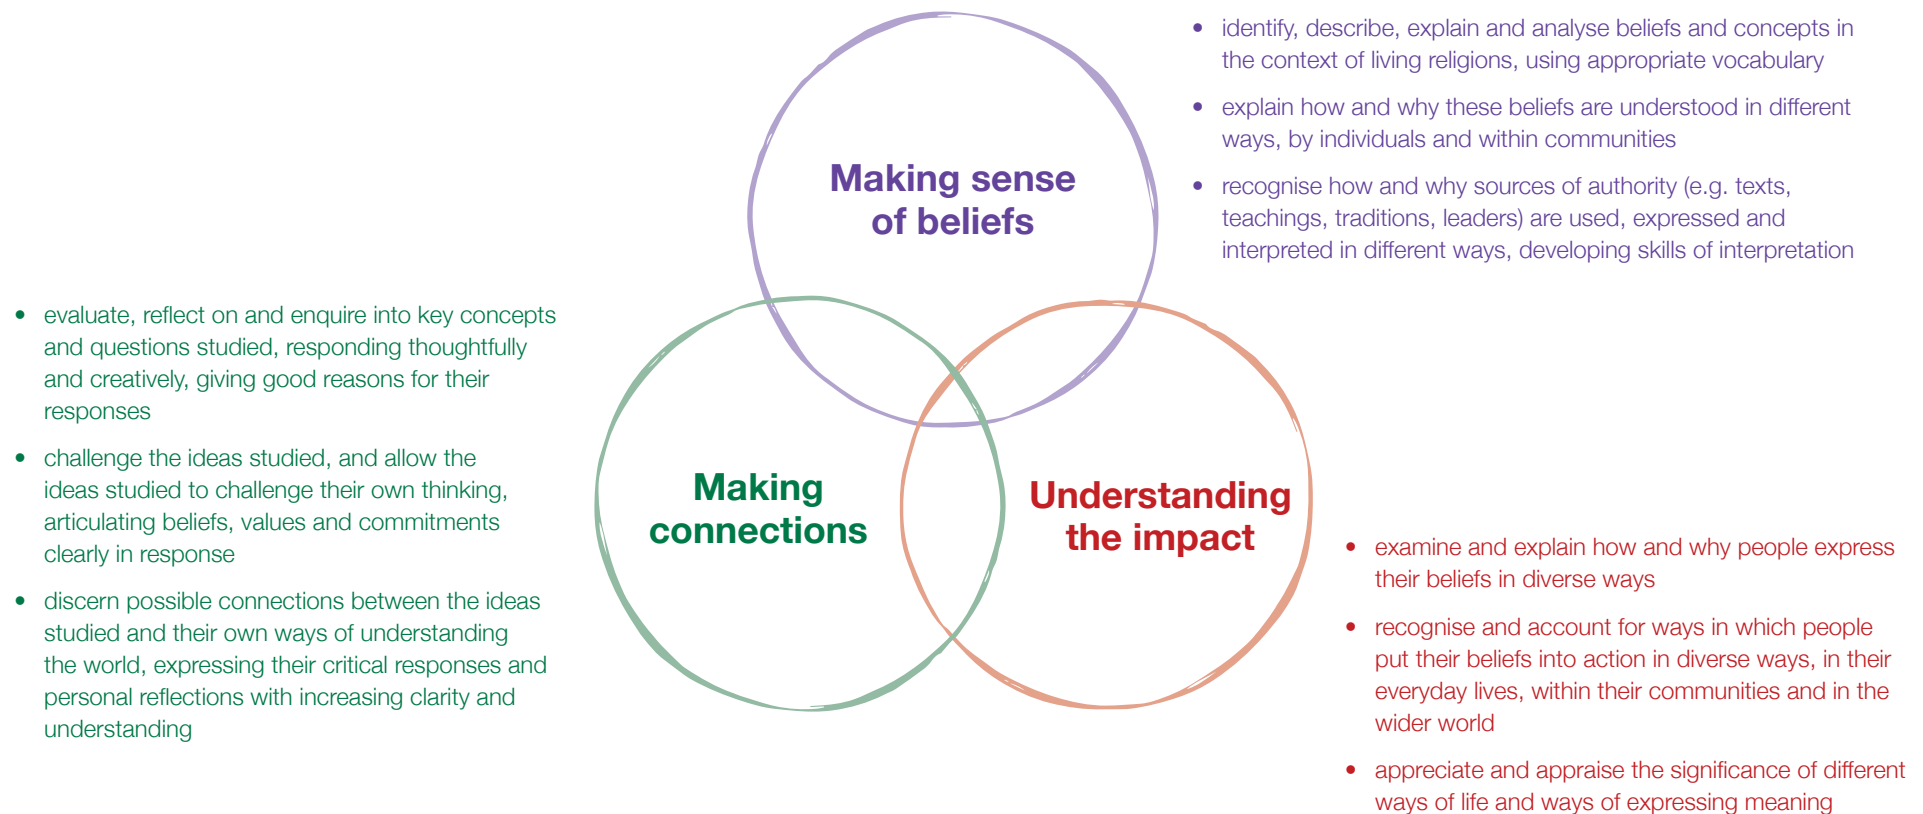 • identify, describe, explain and analyse beliefs and concepts in
the context of living religions, using appropriate vocabulary
• explain how and why these beliefs are understood in different
ways, by individuals and within communities
• recognise how and why sources of authority (e.g. texts,
teachings, traditions, leaders) are used, expressed and
interpreted in different ways, developing skills of interpretation
Making sense
of beliefs
• evaluate, reflect on and enquire into key concepts
and questions studied, responding thoughtfully
and creatively, giving good reasons for their
responses
• challenge the ideas studied, and allow the
ideas studied to challenge their own thinking,
articulating beliefs, values and commitments
clearly in response
• discern possible connections between the ideas
studied and their own ways of understanding
the world, expressing their critical responses and
personal reflections with increasing clarity and
understanding
Making
connections
Understanding
the impact
• examine and explain how and why people express
their beliefs in diverse ways
• recognise and account for ways in which people
put their beliefs into action in diverse ways, in their
everyday lives, within their communities and in the
wider world
• appreciate and appraise the significance of different
ways of life and ways of expressing meaning